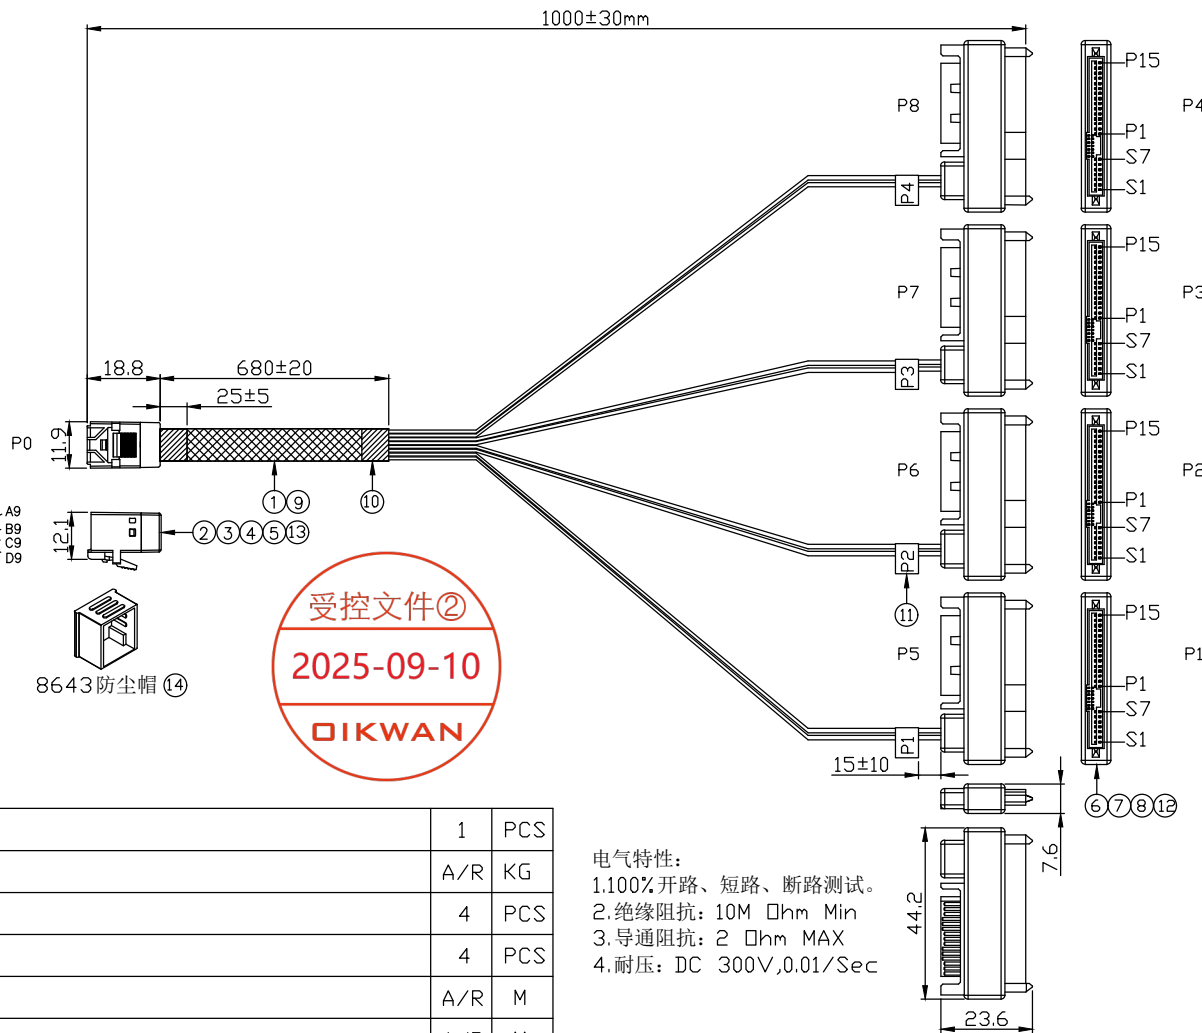 1000±30mm
P8
P4
P15
P1
S7
S1
P4
P7
P3
P15
P1
S7
S1
P3
18.8
680±20
25±5
P0
11.9
① ⑨
⑩
P6
P2
⑪
P15
P1
S7
S1
P2
A9
B9
C9
D9
12.1
② ③ ④ ⑤ ⑬
8643防尘帽 ⑭
受控文件②
2025-09-10
OIKWAN
P5
P1
15±10
P15
P1
S7
S1
P1
⑥ ⑦ ⑧ ⑫
7.6
44.2
23.6
1 PCS
A/R KG
4 PCS
4 PCS
A/R M
电气特性:
1.100%开路、短路、断路测试。
2.绝缘阻抗: 10M Ohm Min
3.导通阻抗: 2 Ohm MAX
4.耐压: DC 300V,0.01/Sec